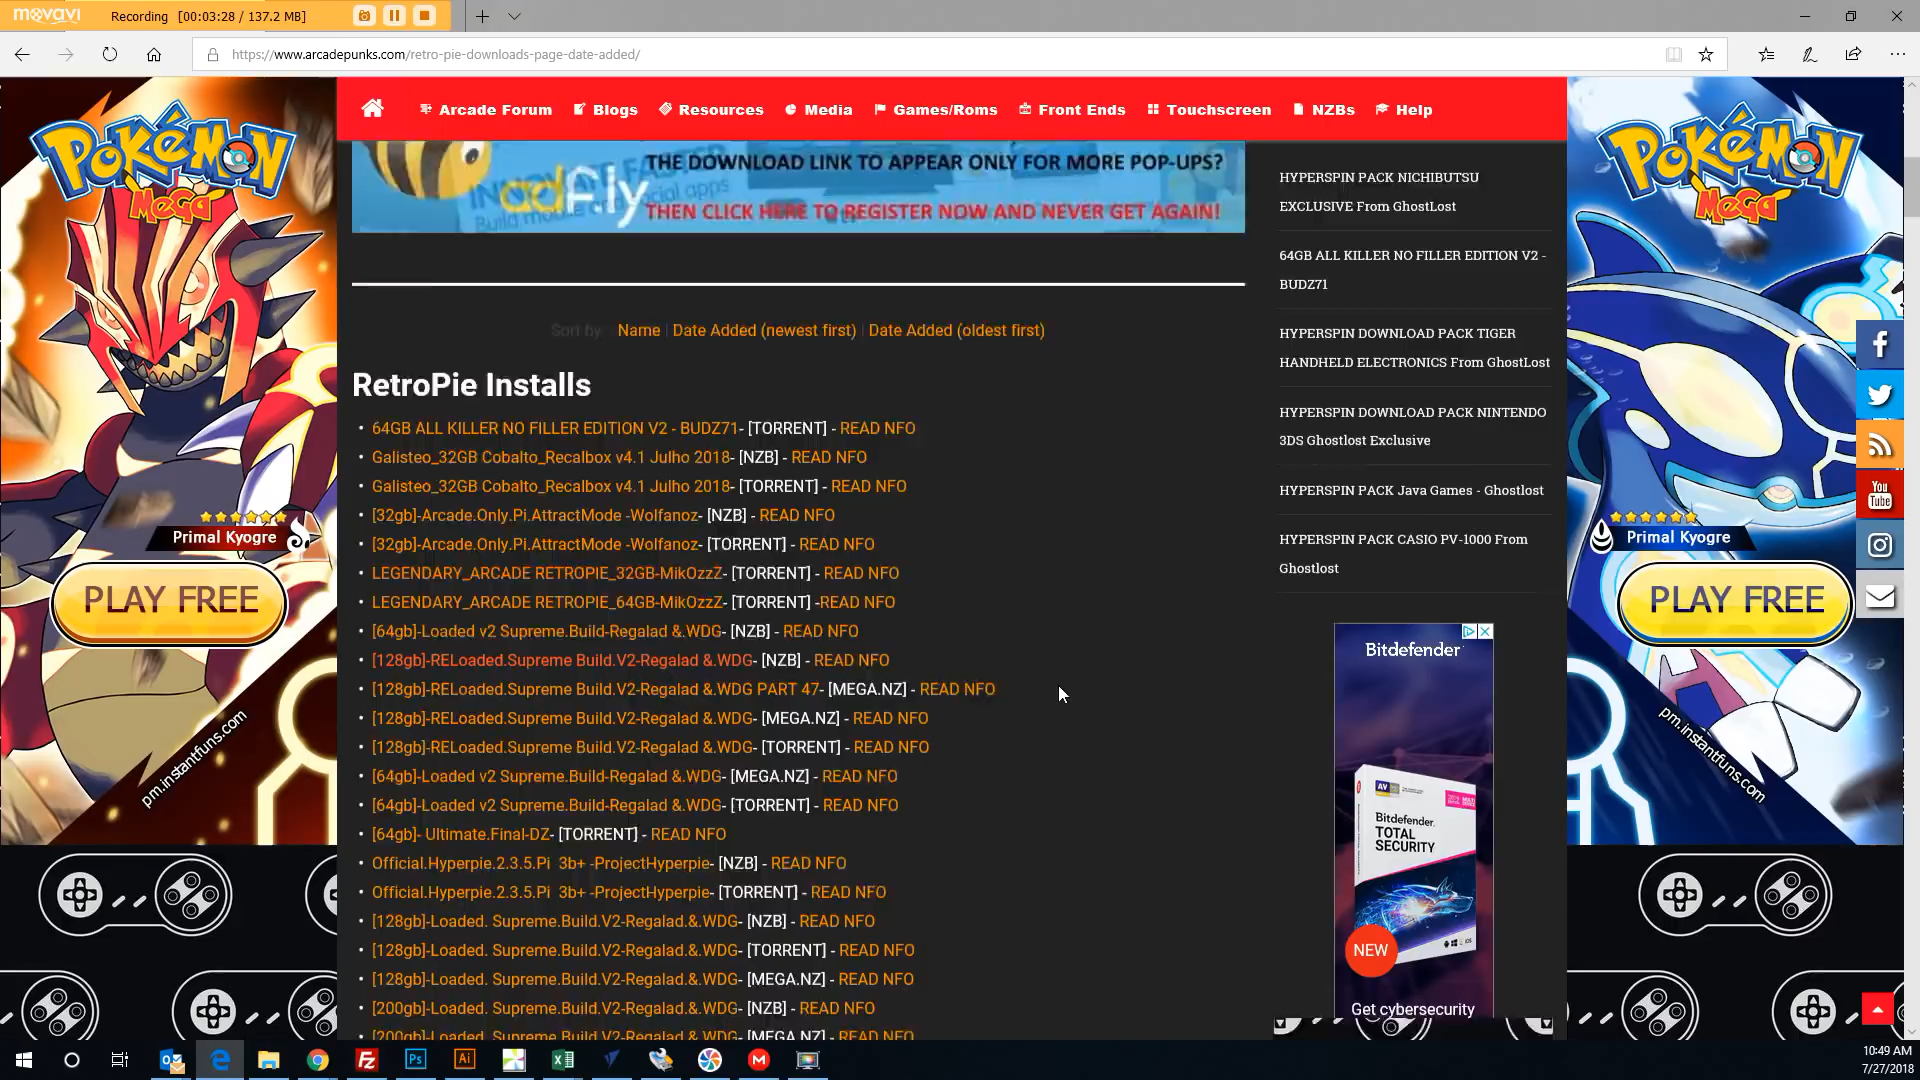 movavi Recording [00:03:28 / 137.2 MB]
https://www.arcadepunks.com/retro-pie-downloads-page-date-added/
Arcade Forum Blogs Resources Media Games/Roms Front Ends Touchscreen NZBs Help
THE DOWNLOAD LINK TO APPEAR ONLY FOR MORE POP-UPS?
adfly
THEN CLICK HERE TO REGISTER NOW AND NEVER GET AGAIN!
Sort by: Name | Date Added (newest first) | Date Added (oldest first)
RetroPie Installs
• 64GB ALL KILLER NO FILLER EDITION V2 - BUDZ71- [TORRENT] - READ NFO
• Galisteo_32GB Cobalto_Recalbox v4.1 Julho 2018- [NZB] - READ NFO
• Galisteo_32GB Cobalto_Recalbox v4.1 Julho 2018- [TORRENT] - READ NFO
• [32gb]-Arcade.Only.Pi.AttractMode -Wolfanoz- [NZB] - READ NFO
• [32gb]-Arcade.Only.Pi.AttractMode -Wolfanoz- [TORRENT] - READ NFO
• LEGENDARY_ARCADE RETROPIE_32GB-MikOzzZ- [TORRENT] - READ NFO
• LEGENDARY_ARCADE RETROPIE_64GB-MikOzzZ- [TORRENT] -READ NFO
• [64gb]-Loaded v2 Supreme.Build-Regalad &.WDG- [NZB] - READ NFO
• [128gb]-RELoaded.Supreme Build.V2-Regalad &.WDG- [NZB] - READ NFO
• [128gb]-RELoaded.Supreme Build.V2-Regalad &.WDG PART 47- [MEGA.NZ] - READ NFO
• [128gb]-RELoaded.Supreme Build.V2-Regalad &.WDG- [MEGA.NZ] - READ NFO
• [128gb]-RELoaded.Supreme Build.V2-Regalad &.WDG- [TORRENT] - READ NFO
• [64gb]-Loaded v2 Supreme.Build-Regalad &.WDG- [MEGA.NZ] - READ NFO
• [64gb]-Loaded v2 Supreme.Build-Regalad &.WDG- [TORRENT] - READ NFO
• [64gb]- Ultimate.Final-DZ- [TORRENT] - READ NFO
• Official.Hyperpie.2.3.5.Pi 3b+ -ProjectHyperpie- [NZB] - READ NFO
• Official.Hyperpie.2.3.5.Pi 3b+ -ProjectHyperpie- [TORRENT] - READ NFO
• [128gb]-Loaded. Supreme.Build.V2-Regalad.&.WDG- [NZB] - READ NFO
• [128gb]-Loaded. Supreme.Build.V2-Regalad.&.WDG- [TORRENT] - READ NFO
• [128gb]-Loaded. Supreme.Build.V2-Regalad.&.WDG- [MEGA.NZ] - READ NFO
• [200gb]-Loaded. Supreme.Build.V2-Regalad.&.WDG- [NZB] - READ NFO
• [200gb]-Loaded. Supreme.Build.V2-Regalad.&.WDG- [MEGA.NZ] - READ NFO
HYPERSPIN PACK NICHIBUTSU
EXCLUSIVE From GhostLost
64GB ALL KILLER NO FILLER EDITION V2 -
BUDZ71
HYPERSPIN DOWNLOAD PACK TIGER
HANDHELD ELECTRONICS From GhostLost
HYPERSPIN DOWNLOAD PACK NINTENDO
3DS Ghostlost Exclusive
HYPERSPIN PACK Java Games - Ghostlost
HYPERSPIN PACK CASIO PV-1000 From
Ghostlost
Bitdefender
Bitdefender
TOTAL
SECURITY
NEW
Get cybersecurity
POKÉMON
Mega
Primal Kyogre
PLAY FREE
pm.instantfuns.com
POKÉMON
Mega
Primal Kyogre
PLAY FREE
pm.instantfuns.com
You
Tube
10:49 AM
7/27/2018